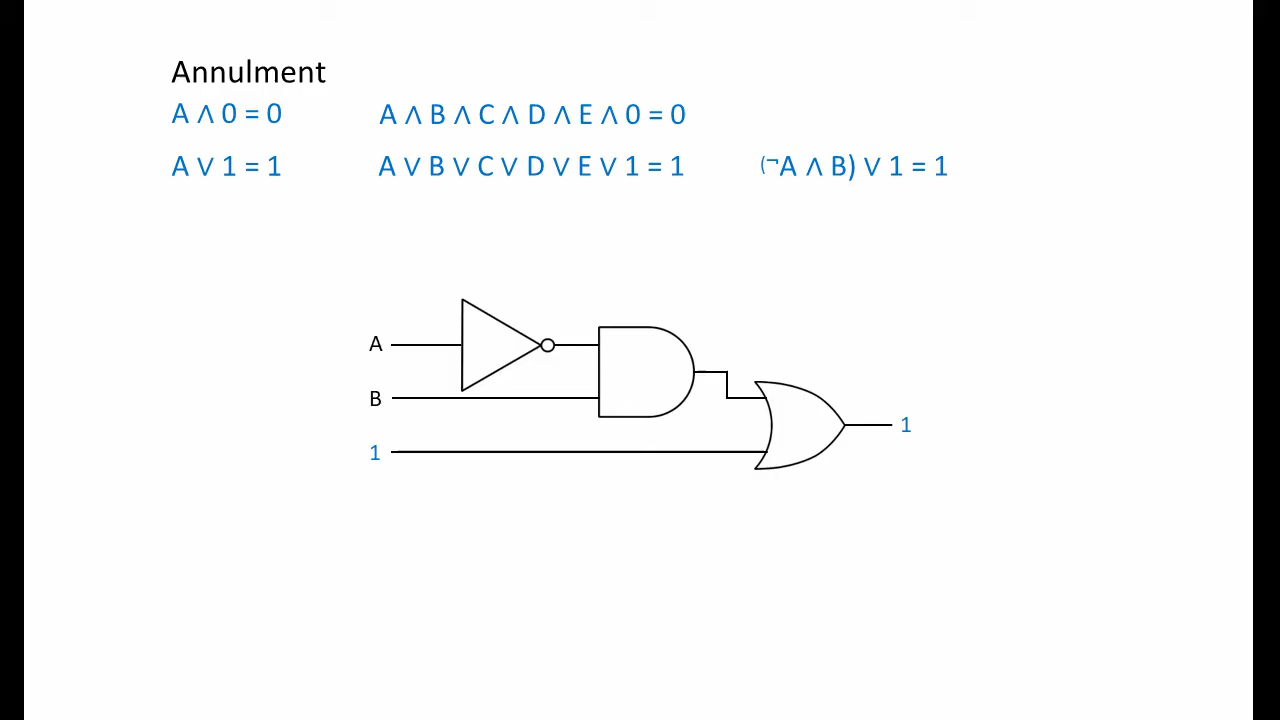 Annulment
A ∧ 0 = 0 A ∧ B ∧ C ∧ D ∧ E ∧ 0 = 0
A ∨ 1 = 1 A ∨ B ∨ C ∨ D ∨ E ∨ 1 = 1 (¬A ∧ B) ∨ 1 = 1
A
B
1
1